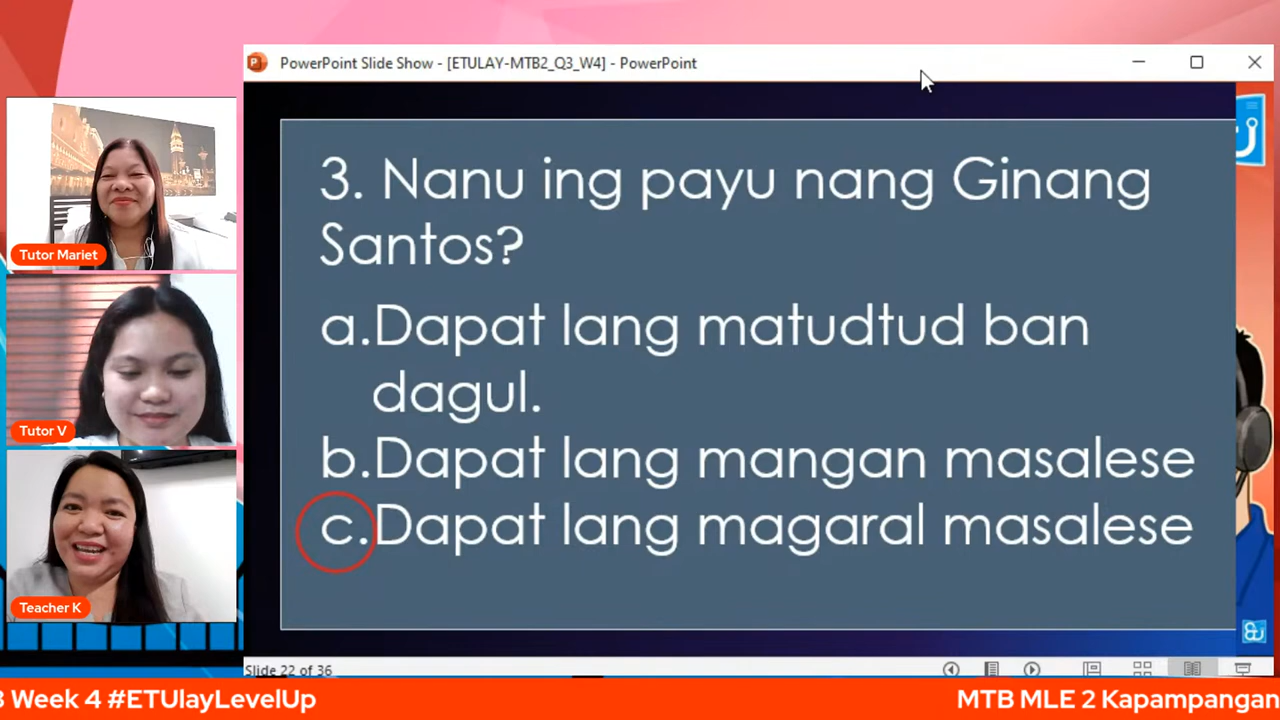 PowerPoint Slide Show - [ETULAY-MTB2_Q3_W4] - PowerPoint
Tutor Mariet
Tutor V
Teacher K
3. Nanu ing payu nang Ginang
Santos?
a.Dapat lang matudtud ban
dagul.
b.Dapat lang mangan masalese
c.Dapat lang magaral masalese
Slide 22 of 36
3 Week 4 #ETUlayLevelUp
MTB MLE 2 Kapampangan